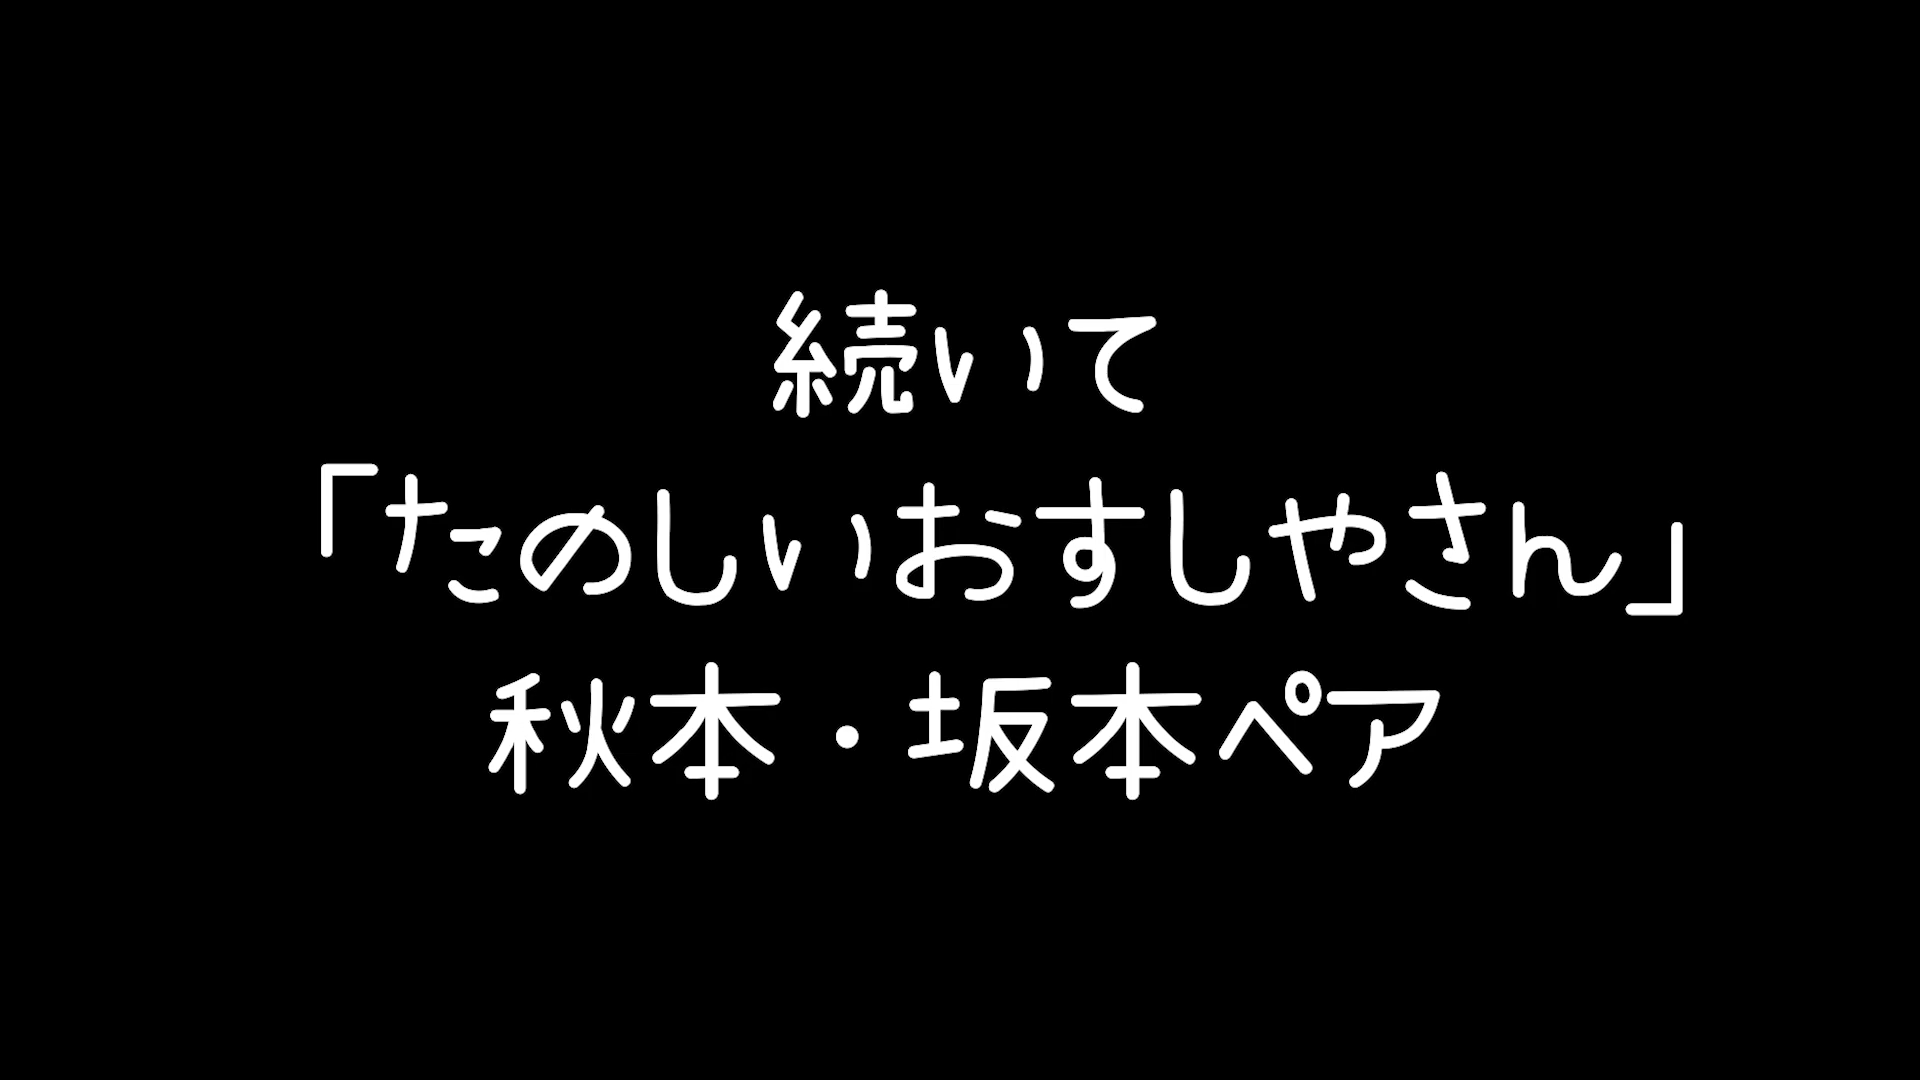 続いて
「たのしいおすしやさん」
秋本・坂本ペア